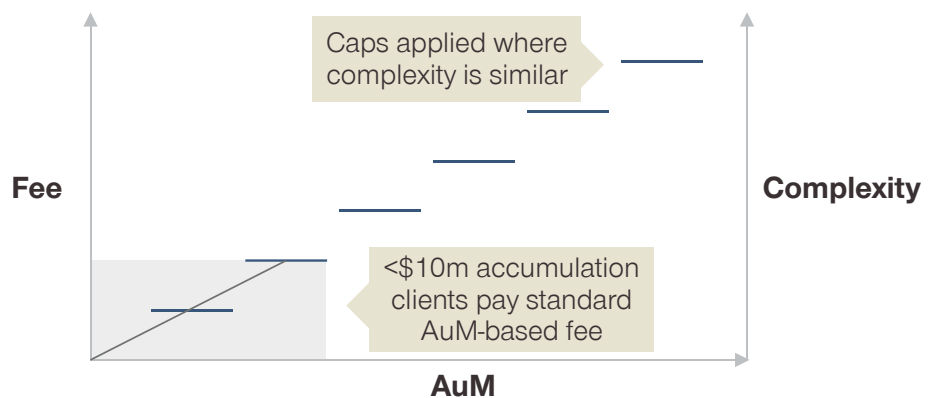 Caps applied where
complexity is similar
Fee
Complexity
<$10m accumulation
clients pay standard
AuM-based fee
AuM